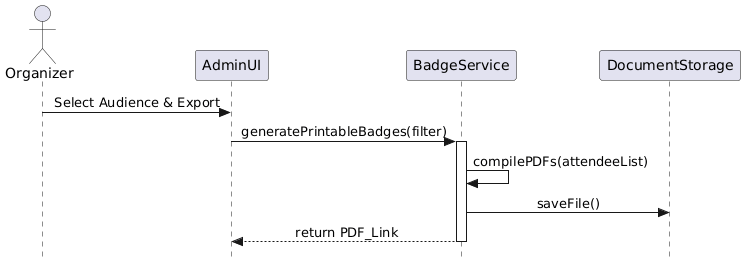 Organizer
AdminUI
BadgeService
DocumentStorage
Select Audience & Export
generatePrintableBadges(filter)
compilePDFs(attendeeList)
saveFile()
return PDF_Link